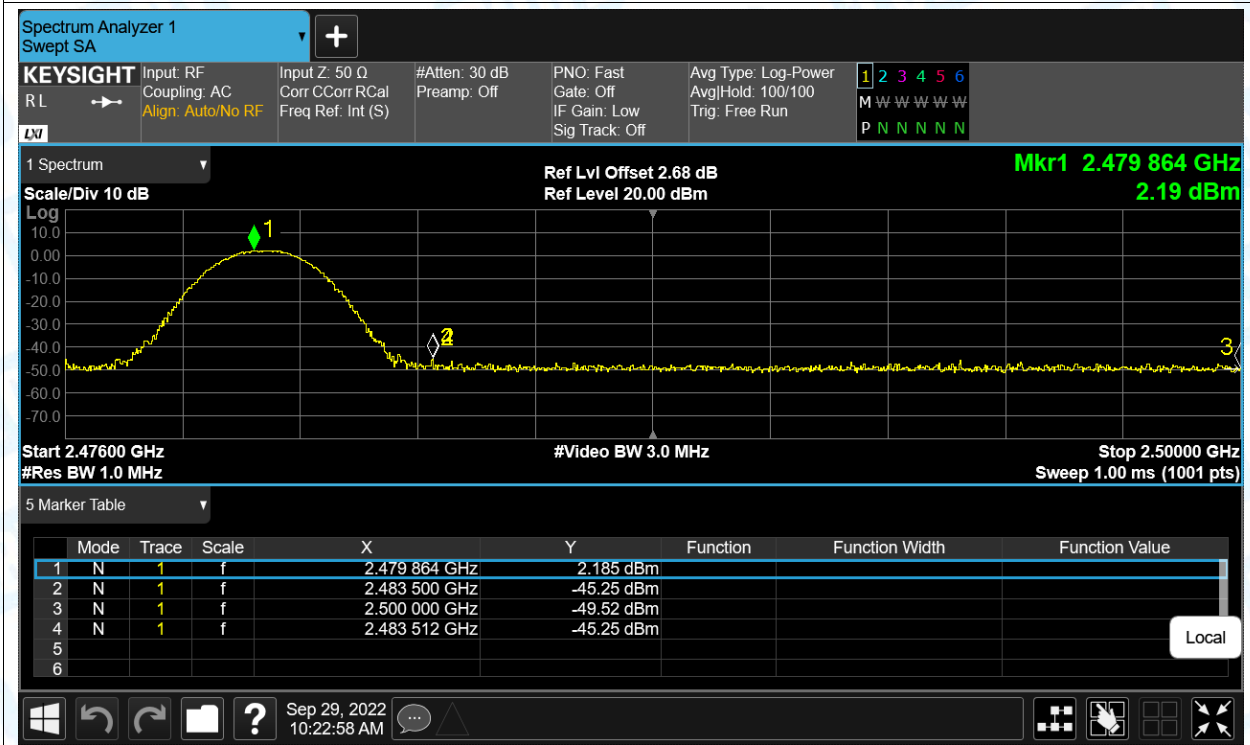 Spectrum Analyzer 1
Swept SA
KEYSIGHT
R L
LXI
Input: RF
Coupling: AC
Align: Auto/No RF
Input Z: 50 Ω
Corr CCorr RCal
Freq Ref: Int (S)
#Atten: 30 dB
Preamp: Off
PNO: Fast
Gate: Off
IF Gain: Low
Sig Track: Off
Avg Type: Log-Power
Avg|Hold: 100/100
Trig: Free Run
1 2 3 4 5 6
M W W W W W
P N N N N N
1 Spectrum
Scale/Div 10 dB
Ref Lvl Offset 2.68 dB
Ref Level 20.00 dBm
Mkr1 2.479 864 GHz
2.19 dBm
Log
10.0
0.00
-10.0
-20.0
-30.0
-40.0
-50.0
-60.0
-70.0
1
2
4
3
Start 2.47600 GHz
#Res BW 1.0 MHz
#Video BW 3.0 MHz
Stop 2.50000 GHz
Sweep 1.00 ms (1001 pts)
5 Marker Table
Mode Trace Scale X Y Function Function Width Function Value
1 N 1 f 2.479 864 GHz 2.185 dBm
2 N 1 f 2.483 500 GHz -45.25 dBm
3 N 1 f 2.500 000 GHz -49.52 dBm
4 N 1 f 2.483 512 GHz -45.25 dBm
5
6
Local
?
Sep 29, 2022
10:22:58 AM